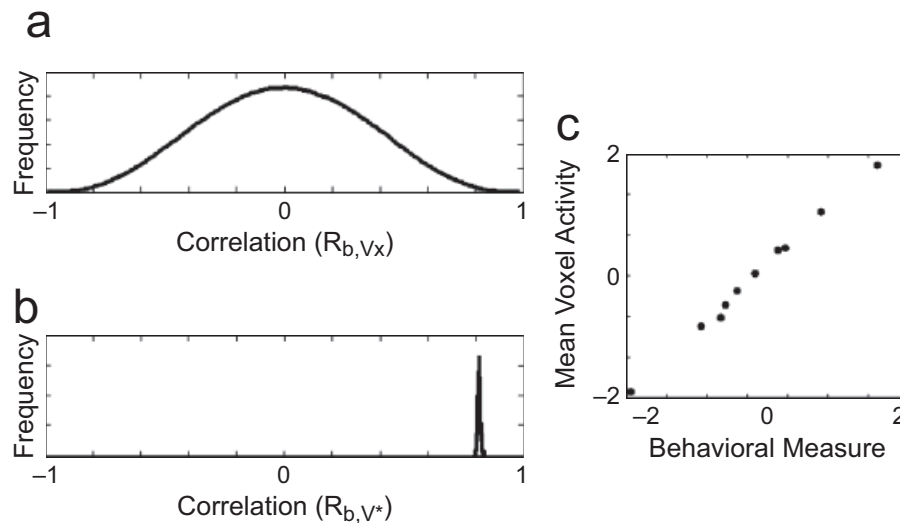 a
Frequency
–1 0 1
Correlation (R_b,Vx)
b
Frequency
–1 0 1
Correlation (R_b,V*)
c
Mean Voxel Activity
2
0
–2
–2 0 2
Behavioral Measure